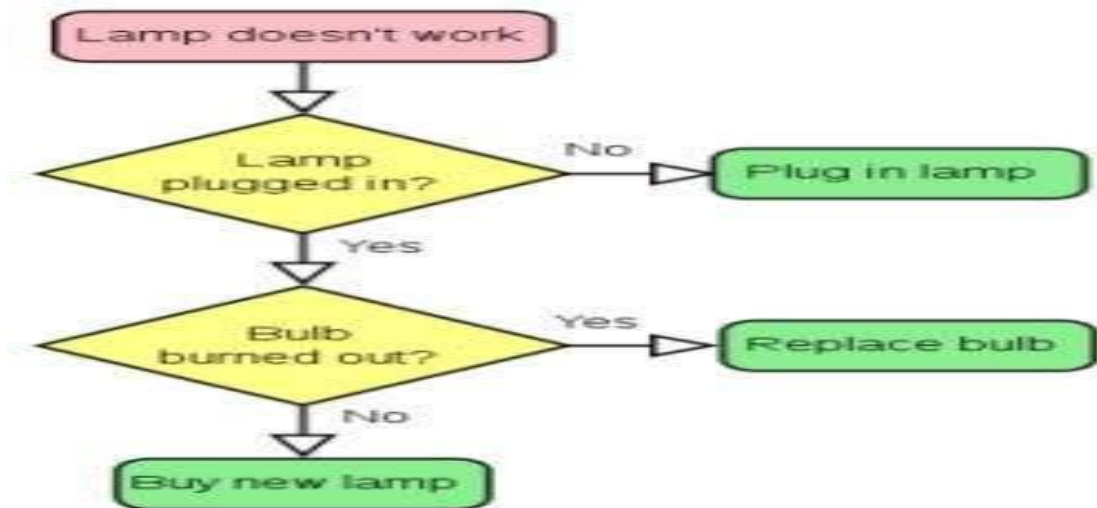 Lamp doesn't work
Lamp
plugged in?
No
Plug in lamp
Yes
Bulb
burned out?
Yes
Replace bulb
No
Buy new lamp